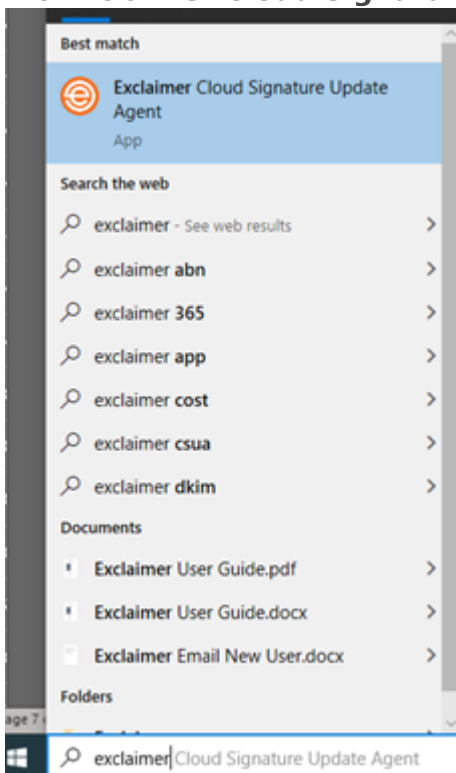 Best match
Exclaimer Cloud Signature Update
Agent
App
Search the web
exclaimer - See web results
exclaimer abn
exclaimer 365
exclaimer app
exclaimer cost
exclaimer csua
exclaimer dkim
Documents
Exclaimer User Guide.pdf
Exclaimer User Guide.docx
Exclaimer Email New User.docx
Folders
age 7
exclaimer Cloud Signature Update Agent